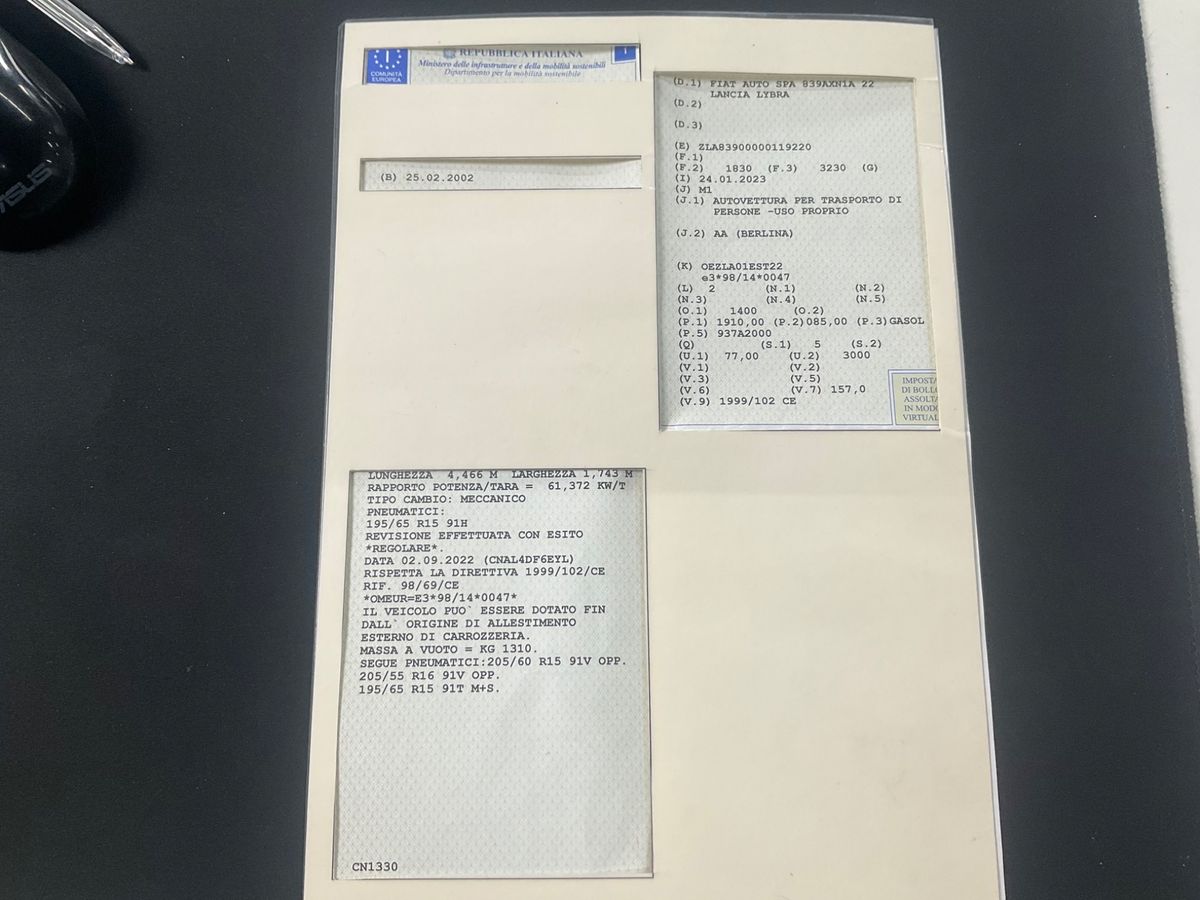 REPUBBLICA ITALIANA
Ministero delle infrastrutture e della mobilità sostenibili
Dipartimento per la mobilità sostenibile
I
COMUNITÀ
EUROPEA
I
(B) 25.02.2002
LUNGHEZZA 4,466 M LARGHEZZA 1,743 M
RAPPORTO POTENZA/TARA = 61,372 KW/T
TIPO CAMBIO: MECCANICO
PNEUMATICI:
195/65 R15 91H
REVISIONE EFFETTUATA CON ESITO
*REGOLARE*.
DATA 02.09.2022 (CNAL4DF6EYL)
RISPETTA LA DIRETTIVA 1999/102/CE
RIF. 98/69/CE
*OMEUR=E3*98/14*0047*
IL VEICOLO PUO` ESSERE DOTATO FIN
DALL` ORIGINE DI ALLESTIMENTO
ESTERNO DI CARROZZERIA.
MASSA A VUOTO = KG 1310.
SEGUE PNEUMATICI:205/60 R15 91V OPP.
205/55 R16 91V OPP.
195/65 R15 91T M+S.
CN1330
(D.1) FIAT AUTO SPA 839AXN1A 22
LANCIA LYBRA
(D.2)
(D.3)
(E) ZLA83900000119220
(F.1)
(F.2) 1830 (F.3) 3230 (G)
(I) 24.01.2023
(J) M1
(J.1) AUTOVETTURA PER TRASPORTO DI
PERSONE -USO PROPRIO
(J.2) AA (BERLINA)
(K) OEZLA01EST22
e3*98/14*0047
(L) 2 (N.1) (N.2)
(N.3) (N.4) (N.5)
(O.1) 1400 (O.2)
(P.1) 1910,00 (P.2)085,00 (P.3)GASOL
(P.5) 937A2000
(Q) (S.1) 5 (S.2)
(U.1) 77,00 (U.2) 3000
(V.1) (V.2)
(V.3) (V.5)
(V.6) (V.7) 157,0
(V.9) 1999/102 CE
IMPOSTA
DI BOLLO
ASSOLTA
IN MODO
VIRTUAL
ASUS